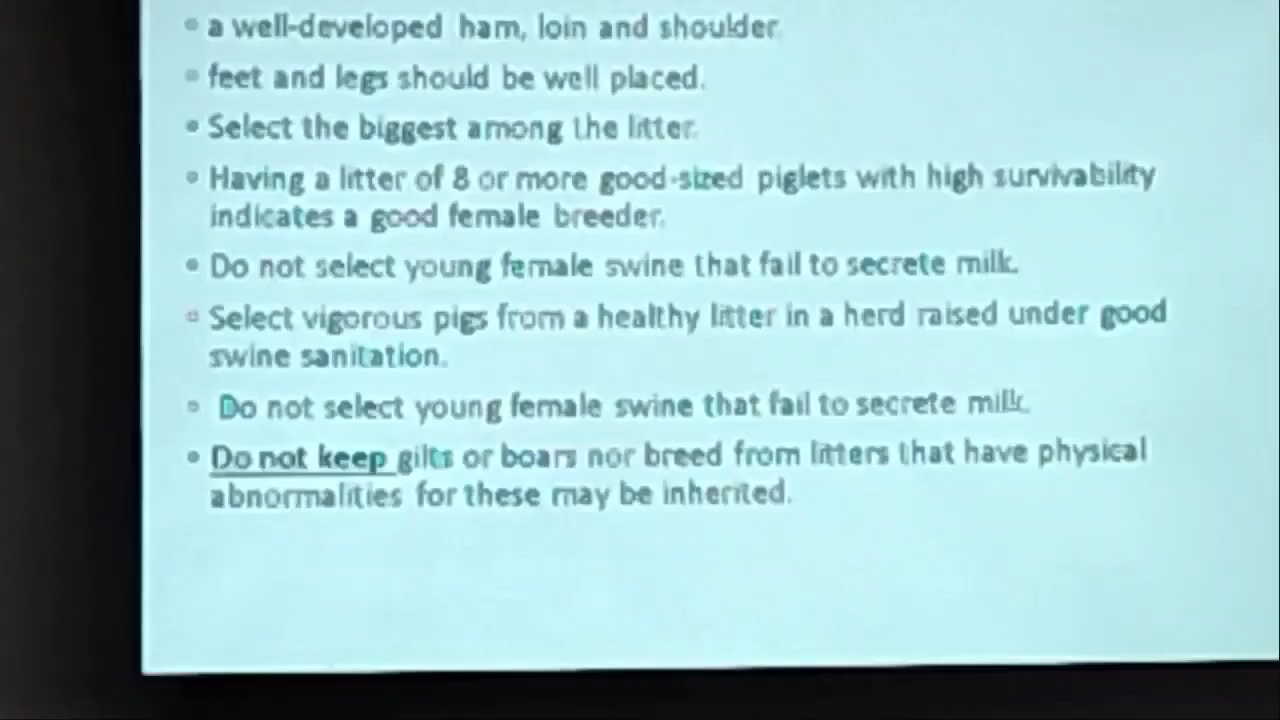 • a well-developed ham, loin and shoulder
• feet and legs should be well placed.
• Select the biggest among the litter.
• Having a litter of 8 or more good-sized piglets with high survivability
indicates a good female breeder.
• Do not select young female swine that fail to secrete milk.
• Select vigorous pigs from a healthy litter in a herd raised under good
swine sanitation.
• Do not select young female swine that fail to secrete milk.
• Do not keep gilts or boars nor breed from litters that have physical
abnormalities for these may be inherited.